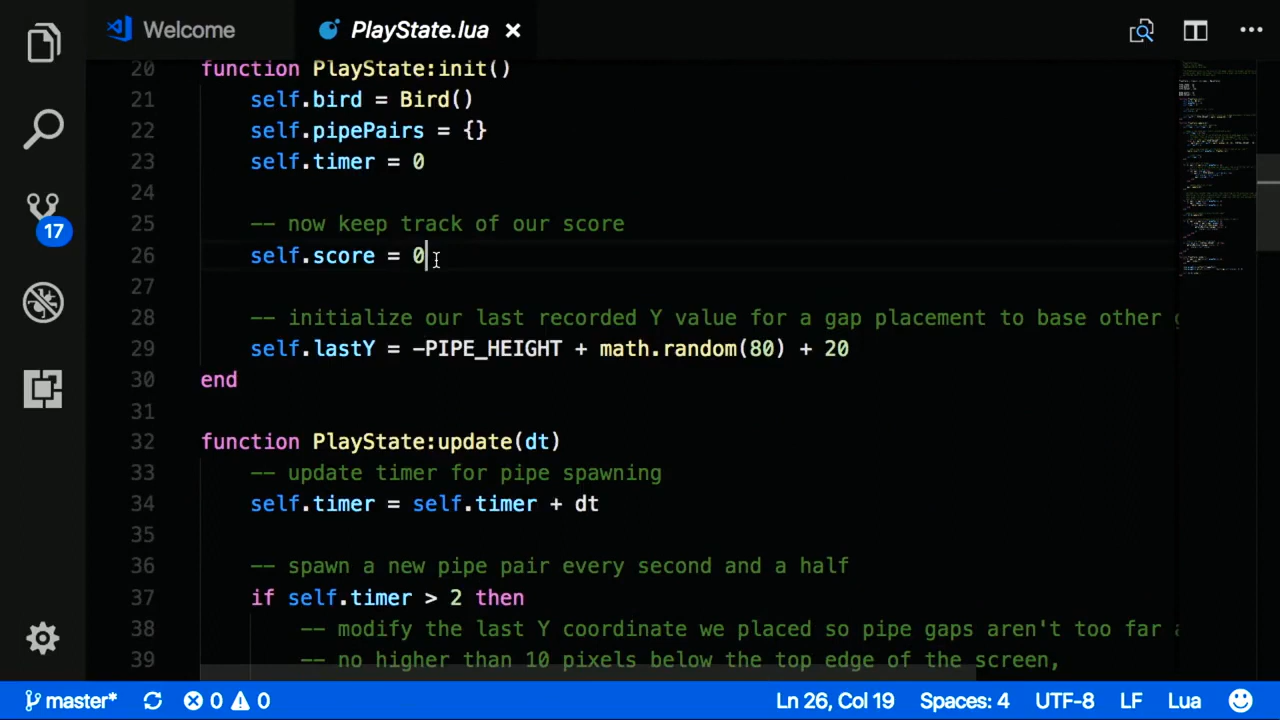 Welcome
PlayState.lua
17
20 function PlayState:init()
21 self.bird = Bird()
22 self.pipePairs = {}
23 self.timer = 0
24
25 -- now keep track of our score
26 self.score = 0
27
28 -- initialize our last recorded Y value for a gap placement to base other
29 self.lastY = -PIPE_HEIGHT + math.random(80) + 20
30 end
31
32 function PlayState:update(dt)
33 -- update timer for pipe spawning
34 self.timer = self.timer + dt
35
36 -- spawn a new pipe pair every second and a half
37 if self.timer > 2 then
38 -- modify the last Y coordinate we placed so pipe gaps aren't too far
39 -- no higher than 10 pixels below the top edge of the screen,
master* 0 0 Ln 26, Col 19 Spaces: 4 UTF-8 LF Lua